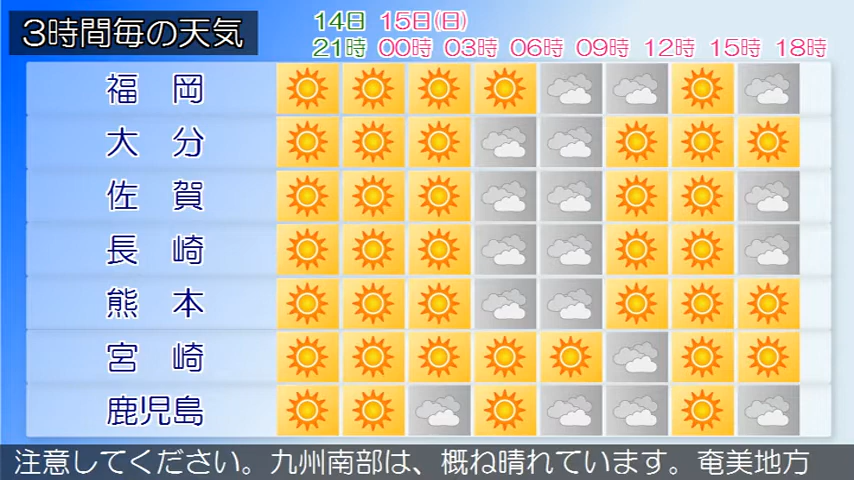 3時間毎の天気
14日 15日(日)
21時 00時 03時 06時 09時 12時 15時 18時
福岡
大分
佐賀
長崎
熊本
宮崎
鹿児島
注意してください。九州南部は、概ね晴れています。奄美地方